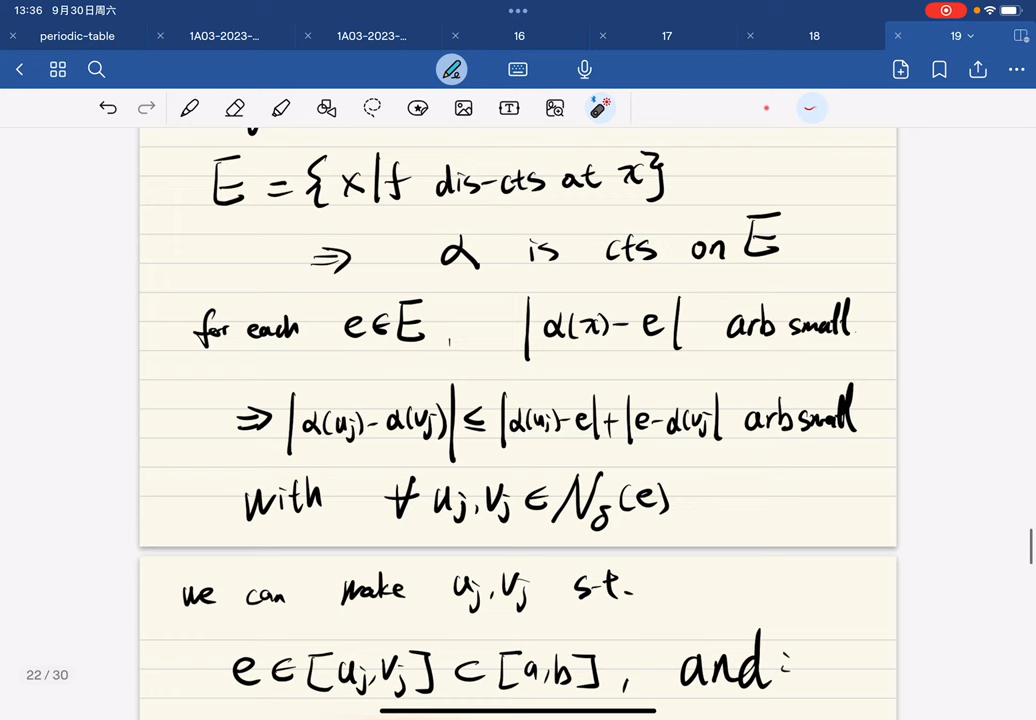 13:36 9月30日周六
periodic-table 1A03-2023-... 1A03-2023-... 16 17 18 19
E = {x | f dis-cts at x}
⇒ α is cts on E
for each e ∈ E, |α(x) - e| arb small
⇒ |α(uj) - α(vj)| ≤ |α(uj) - e| + |e - α(vj)| arb small
with ∀ uj, vj ∈ Nδ(e)
we can make uj, vj s-t.
22 / 30
e ∈ [uj, vj] ⊂ [a, b], and